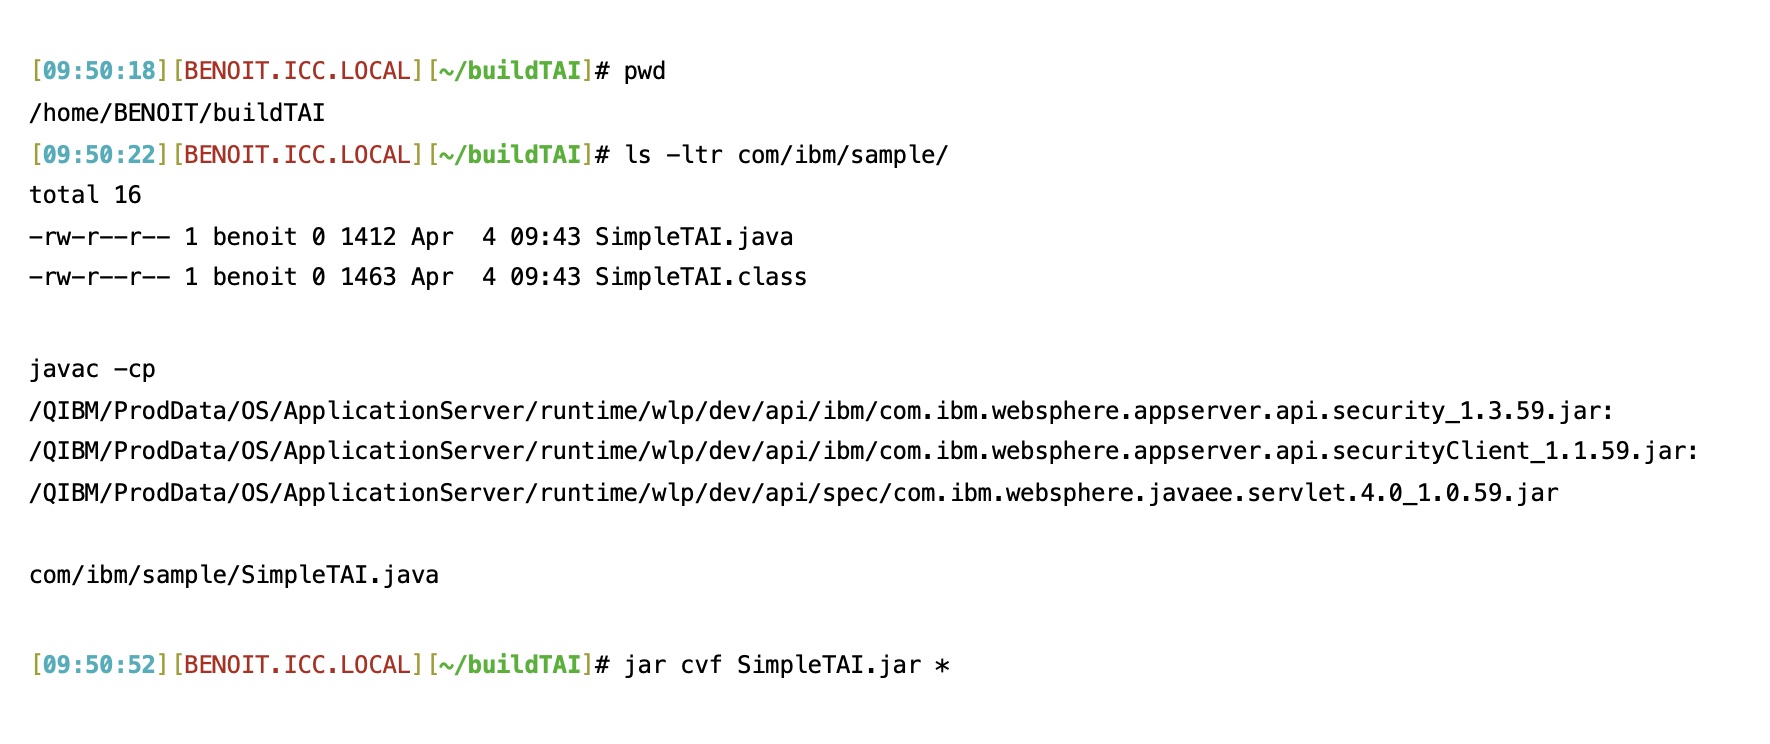 [09:50:18][BENOIT.ICC.LOCAL][~/buildTAI]# pwd
/home/BENOIT/buildTAI
[09:50:22][BENOIT.ICC.LOCAL][~/buildTAI]# ls -ltr com/ibm/sample/
total 16
-rw-r--r-- 1 benoit 0 1412 Apr  4 09:43 SimpleTAI.java
-rw-r--r-- 1 benoit 0 1463 Apr  4 09:43 SimpleTAI.class
javac -cp
/QIBM/ProdData/OS/ApplicationServer/runtime/wlp/dev/api/ibm/com.ibm.websphere.appserver.api.security_1.3.59.jar:
/QIBM/ProdData/OS/ApplicationServer/runtime/wlp/dev/api/ibm/com.ibm.websphere.appserver.api.securityClient_1.1.59.jar:
/QIBM/ProdData/OS/ApplicationServer/runtime/wlp/dev/api/spec/com.ibm.websphere.javaee.servlet.4.0_1.0.59.jar
com/ibm/sample/SimpleTAI.java
[09:50:52][BENOIT.ICC.LOCAL][~/buildTAI]# jar cvf SimpleTAI.jar *